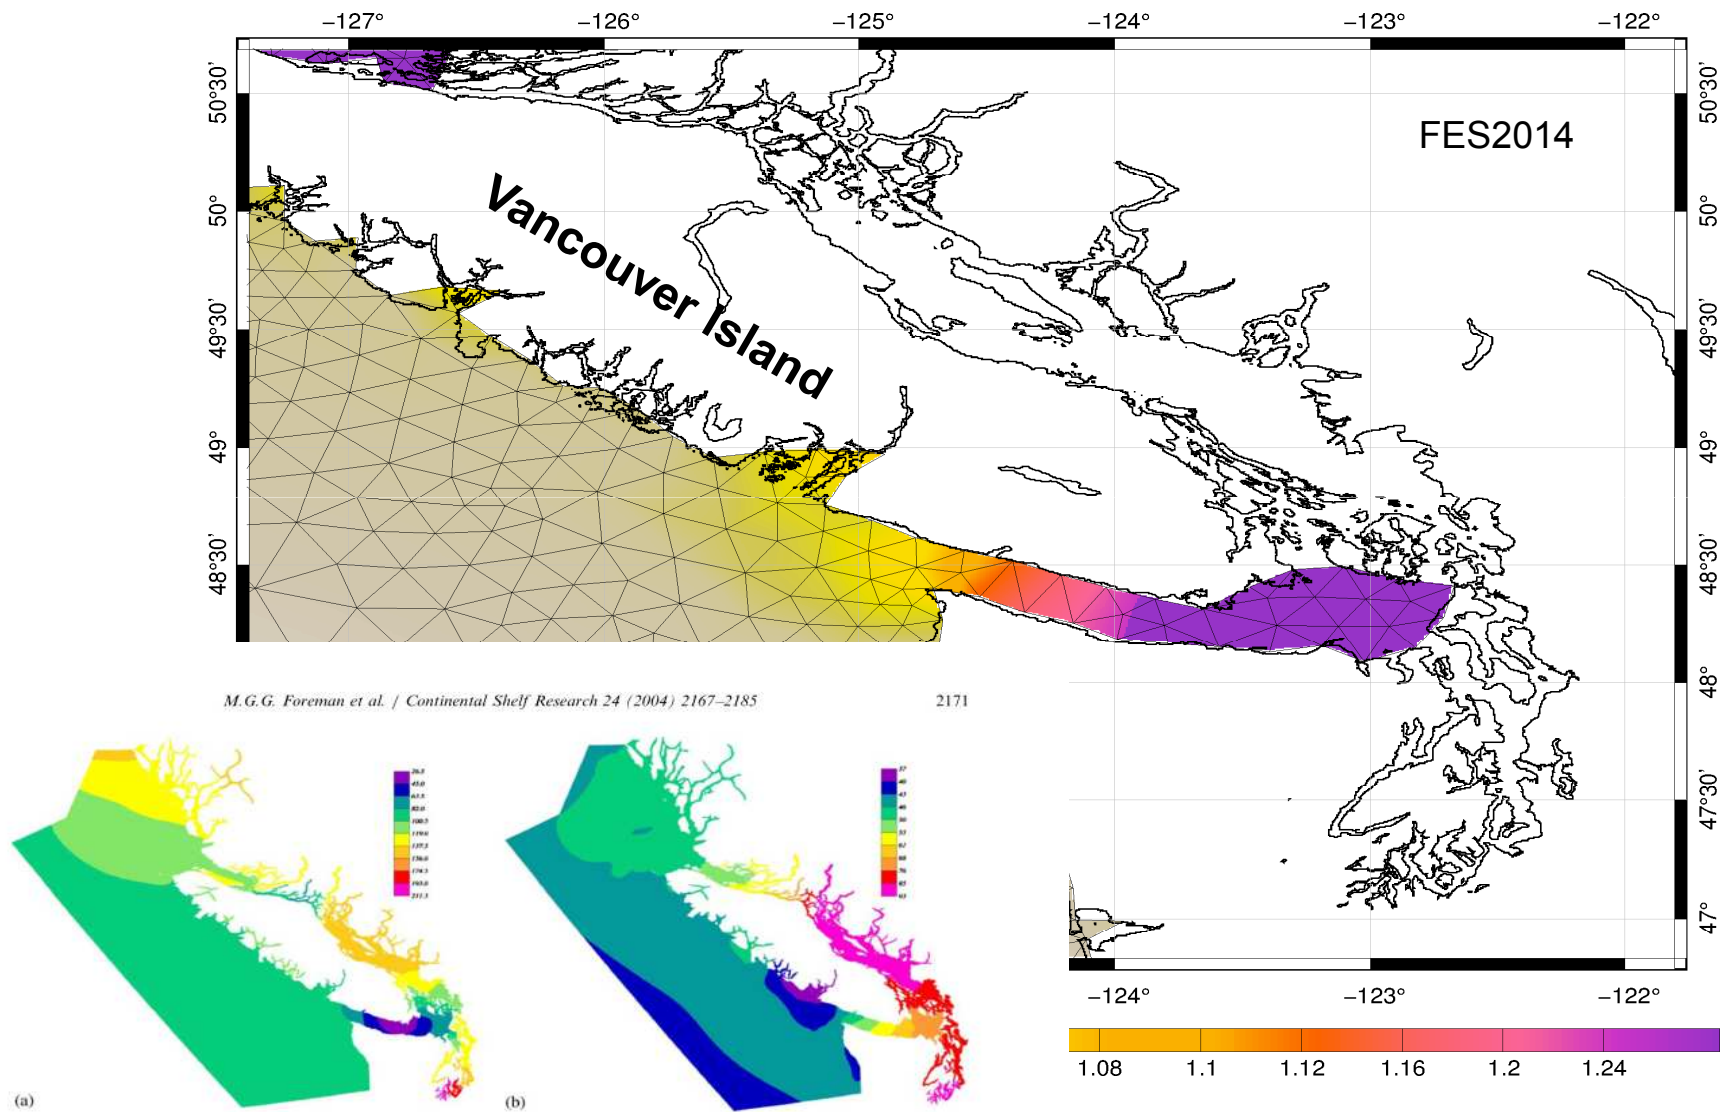 −127° −126° −125° −124° −123° −122°
50°30' 50°30'
FES2014
50° 50°
Vancouver Island
49°30' 49°30'
49° 49°
48°30' 48°30'
48°
M.G.G. Foreman et al. / Continental Shelf Research 24 (2004) 2167–2185 2171
47°30'
47°
−124° −123° −122°
1.08 1.1 1.12 1.16 1.2 1.24
(a) (b)